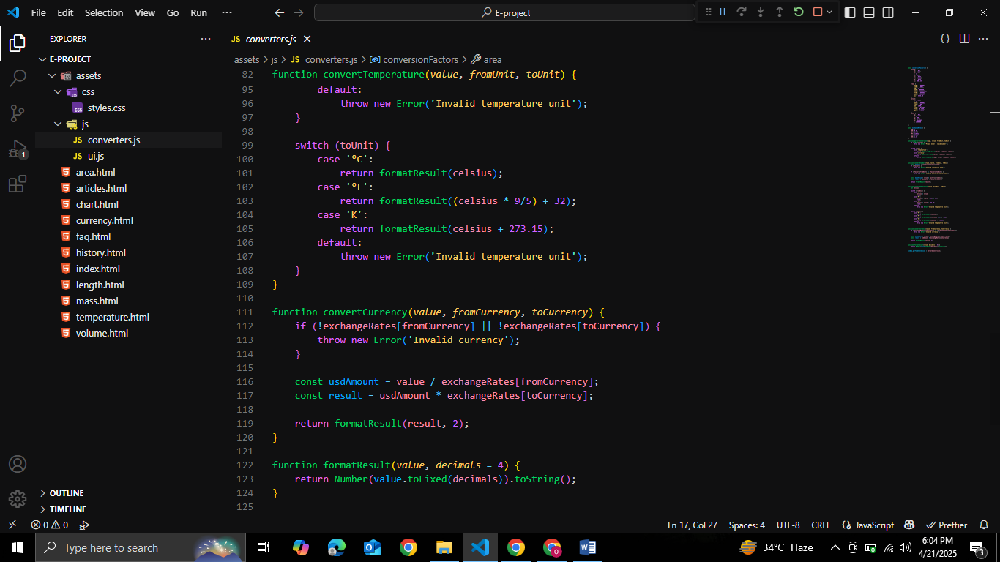 File Edit Selection View Go Run ···
E-project
EXPLORER
E-PROJECT
assets
css
styles.css
js
JS converters.js
JS ui.js
area.html
articles.html
chart.html
currency.html
faq.html
history.html
index.html
length.html
mass.html
temperature.html
volume.html
OUTLINE
TIMELINE
JS converters.js
assets > js > JS converters.js > conversionFactors > area
82 function convertTemperature(value, fromUnit, toUnit) {
95 default:
96 throw new Error('Invalid temperature unit');
97 }
98
99 switch (toUnit) {
100 case '°C':
101 return formatResult(celsius);
102 case '°F':
103 return formatResult((celsius * 9/5) + 32);
104 case 'K':
105 return formatResult(celsius + 273.15);
106 default:
107 throw new Error('Invalid temperature unit');
108 }
109 }
110
111 function convertCurrency(value, fromCurrency, toCurrency) {
112 if (!exchangeRates[fromCurrency] || !exchangeRates[toCurrency]) {
113 throw new Error('Invalid currency');
114 }
115
116 const usdAmount = value / exchangeRates[fromCurrency];
117 const result = usdAmount * exchangeRates[toCurrency];
118
119 return formatResult(result, 2);
120 }
121
122 function formatResult(value, decimals = 4) {
123 return Number(value.toFixed(decimals)).toString();
124 }
125
1
0 0
Ln 17, Col 27 Spaces: 4 UTF-8 CRLF {} JavaScript Prettier
Type here to search
34°C Haze
6:04 PM
4/21/2025
3